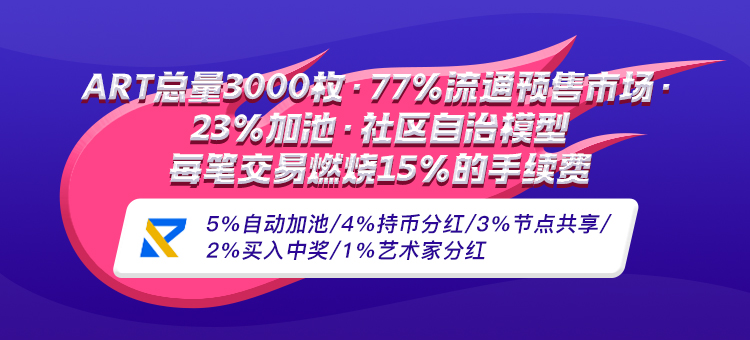 ART总量3000枚·77%流通预售市场·
23%加池·社区自治模型
每笔交易燃烧15%的手续费
5%自动加池/4%持币分红/3%节点共享/
2%买入中奖/1%艺术家分红